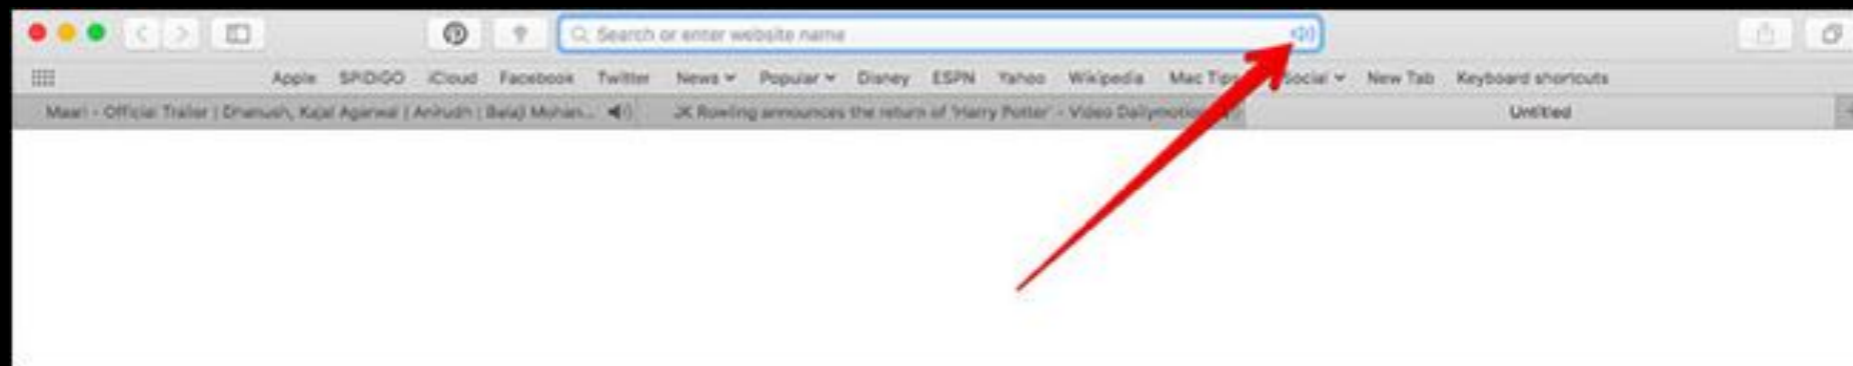 Search or enter website name
Apple SPIDIGO iCloud Facebook Twitter News Popular Disney ESPN Yahoo Wikipedia Mac Tips Social New Tab Keyboard shortcuts
Maari - Official Trailer | Dhanush, Kajal Agarwal | Anirudh | Balaji Mohan... JK Rowling announces the return of 'Harry Potter' - Video Dailymotion Untitled